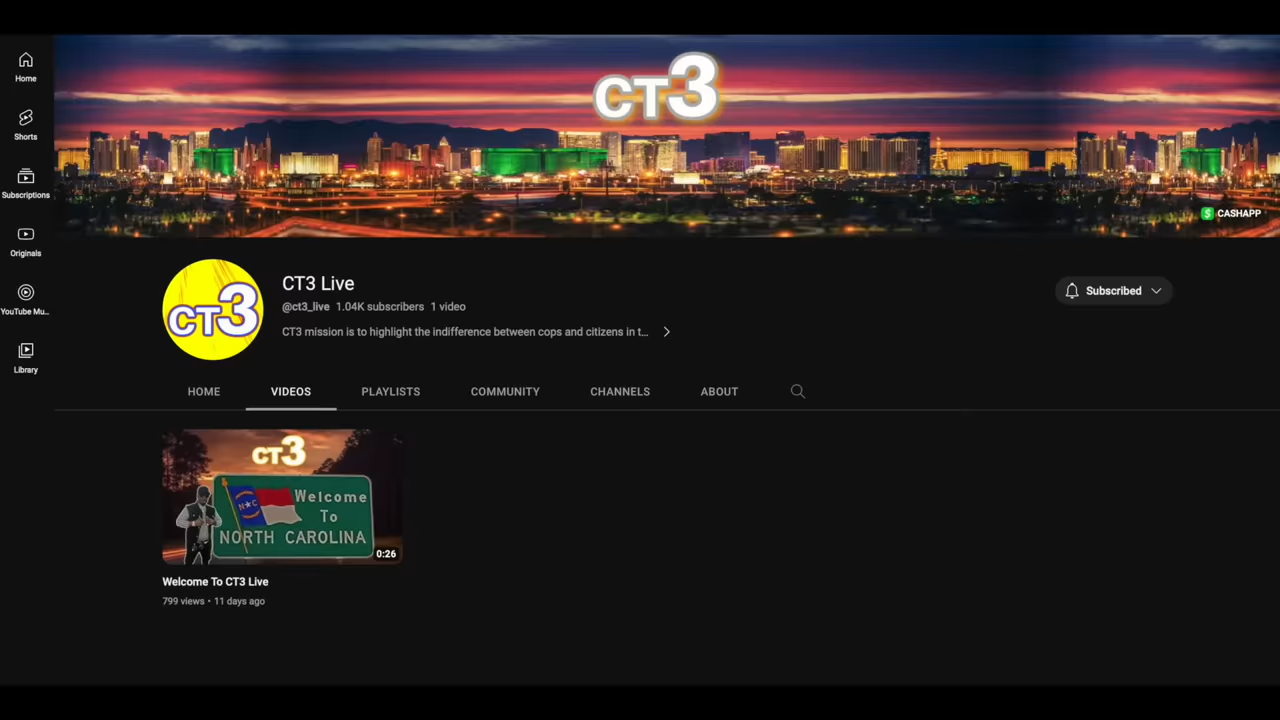 CT3
CASHAPP
Home
Shorts
Subscriptions
Originals
YouTube Mu...
Library
CT3
CT3 Live
@ct3_live 1.04K subscribers 1 video
CT3 mission is to highlight the indifference between cops and citizens in t...
Subscribed
HOME VIDEOS PLAYLISTS COMMUNITY CHANNELS ABOUT
CT3
N★C
Welcome
To
NORTH CAROLINA
0:26
Welcome To CT3 Live
799 views • 11 days ago